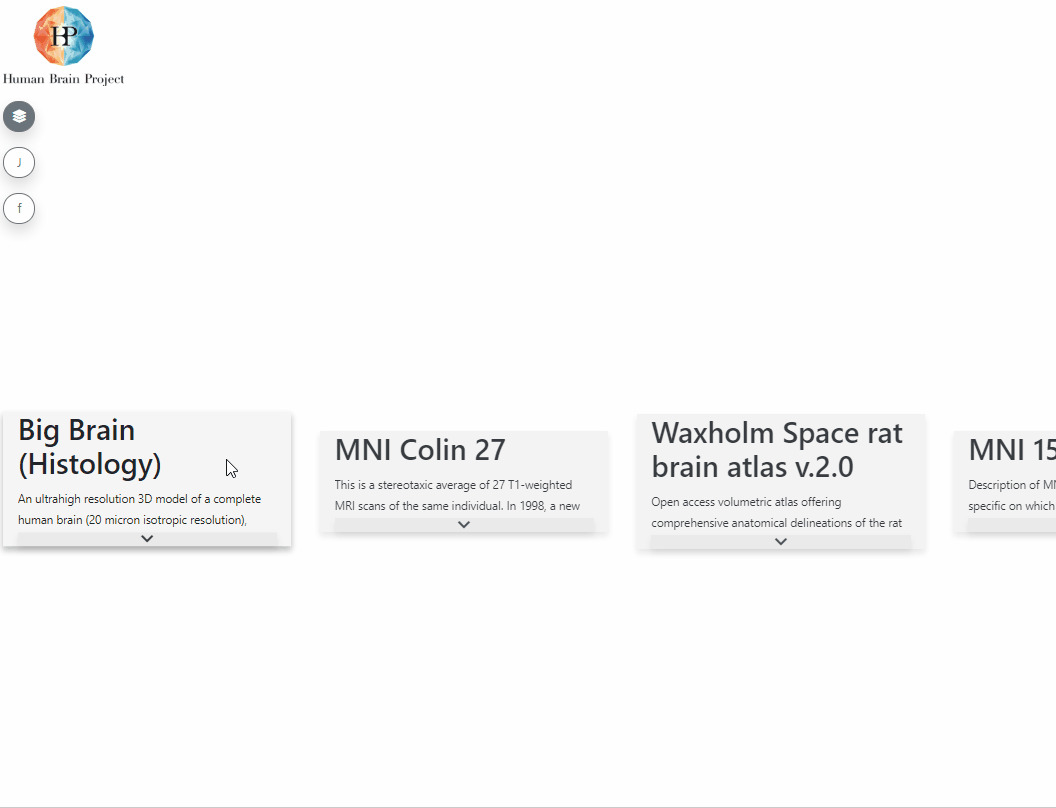 HP
Human Brain Project
J
f
Big Brain
(Histology)
An ultrahigh resolution 3D model of a complete
human brain (20 micron isotropic resolution),
MNI Colin 27
This is a stereotaxic average of 27 T1-weighted
MRI scans of the same individual. In 1998, a new
Waxholm Space rat
brain atlas v.2.0
Open access volumetric atlas offering
comprehensive anatomical delineations of the rat
MNI 15
Description of MN
specific on which